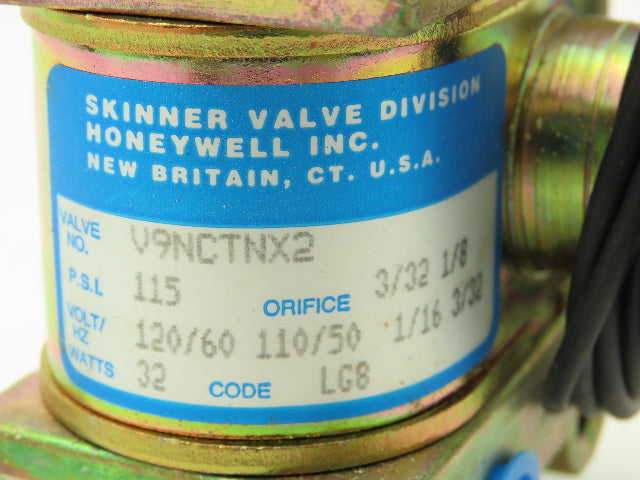 SKINNER VALVE DIVISION
HONEYWELL INC.
NEW BRITAIN, CT. U.S.A.
VALVE NO. V9NCTNX2
P.S.I. 115 ORIFICE 3/32 1/8
VOLT/HZ 120/60 110/50 1/16 3/32
WATTS 32 CODE LG8